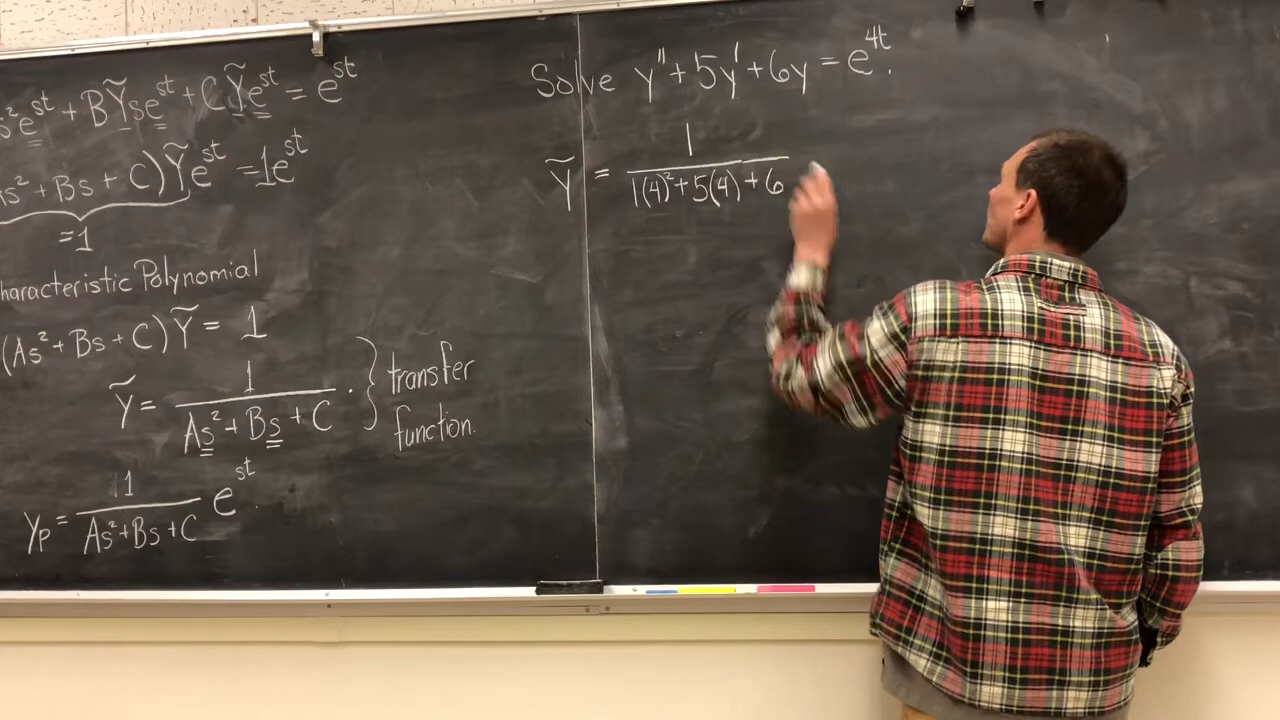 s²e^st + BỸse^st + CỸe^st = e^st
As² + Bs + C)Ỹe^st = 1e^st
=1
haracteristic Polynomial
(As² + Bs + C)Ỹ = 1
Ỹ = 1/(As² + Bs + C) . } transfer function.
yp = 1/(As² + Bs + C) e^st .
Solve y'' + 5y' + 6y = e^4t.
Ỹ = 1/(1(4)² + 5(4) + 6